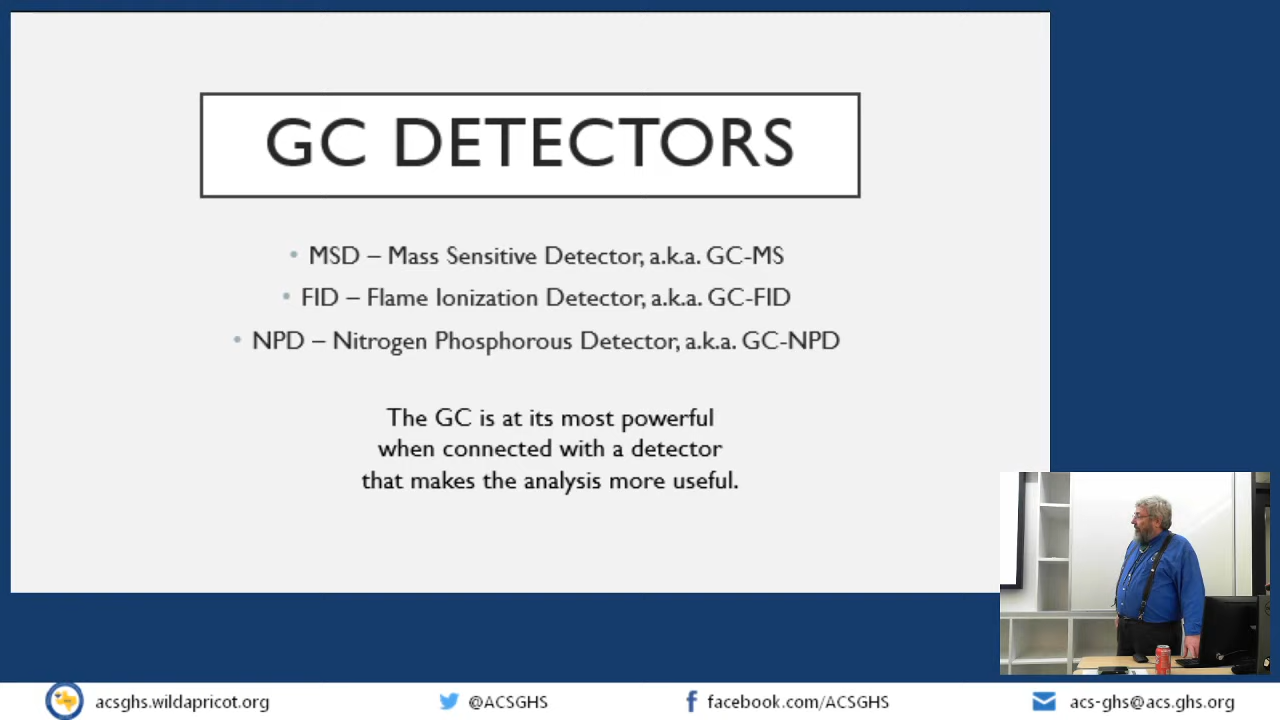 GC DETECTORS
• MSD – Mass Sensitive Detector, a.k.a. GC-MS
• FID – Flame Ionization Detector, a.k.a. GC-FID
• NPD – Nitrogen Phosphorous Detector, a.k.a. GC-NPD
The GC is at its most powerful
when connected with a detector
that makes the analysis more useful.
acsghs.wildapricot.org
@ACSGHS
facebook.com/ACSGHS
acs-ghs@acs.ghs.org